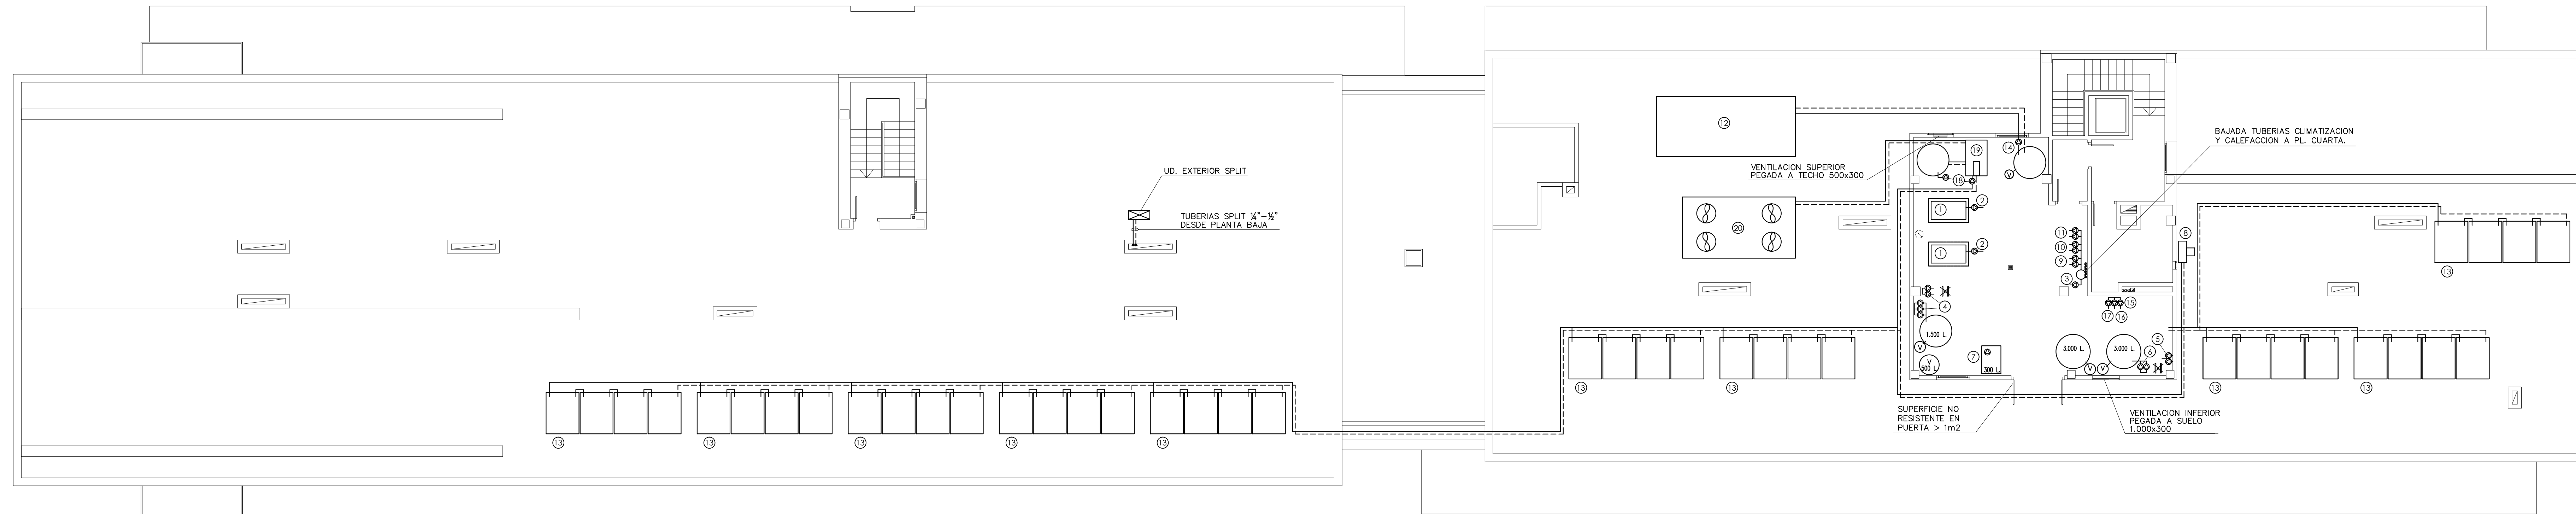 UD. EXTERIOR SPLIT
TUBERIAS SPLIT ¼"-½"
DESDE PLANTA BAJA
13
13
13
13
13
12
VENTILACION SUPERIOR
PEGADA A TECHO 500x300
20
19
14
V
18
1
2
1
2
BAJADA TUBERIAS CLIMATIZACION
Y CALEFACCION A PL. CUARTA.
11
10
9
3
8
15
17
16
4
1.500 L.
V
V
500 L.
7
300 L.
3.000 L.
3.000 L.
V
V
6
5
13
13
13
13
13
SUPERFICIE NO
RESISTENTE EN
PUERTA > 1m2
VENTILACION INFERIOR
PEGADA A SUELO
1.000x300